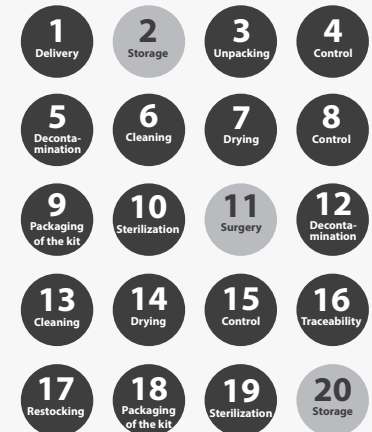 1
Delivery
2
Storage
3
Unpacking
4
Control
5
Deconta-
mination
6
Cleaning
7
Drying
8
Control
9
Packaging
of the kit
10
Sterilization
11
Surgery
12
Deconta-
mination
13
Cleaning
14
Drying
15
Control
16
Traceability
17
Restocking
18
Packaging
of the kit
19
Sterilization
20
Storage